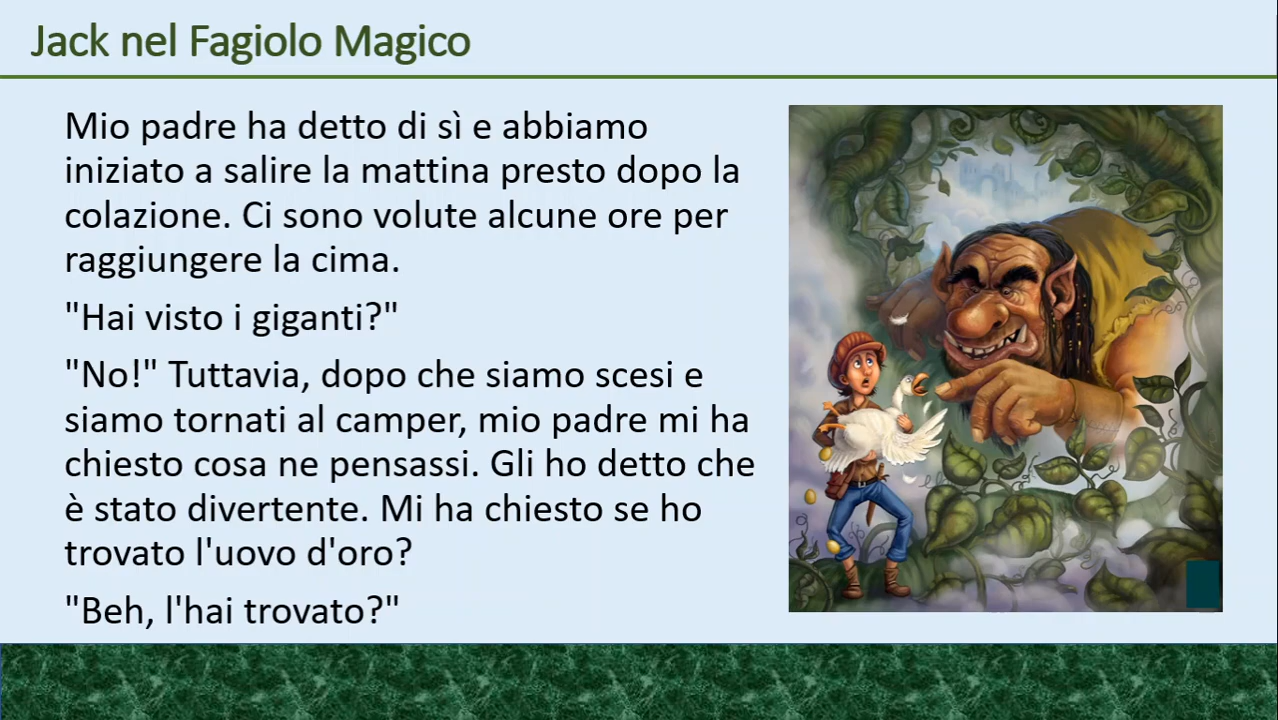 Jack nel Fagiolo Magico
Mio padre ha detto di sì e abbiamo
iniziato a salire la mattina presto dopo la
colazione. Ci sono volute alcune ore per
raggiungere la cima.
"Hai visto i giganti?"
"No!" Tuttavia, dopo che siamo scesi e
siamo tornati al camper, mio padre mi ha
chiesto cosa ne pensassi. Gli ho detto che
è stato divertente. Mi ha chiesto se ho
trovato l'uovo d'oro?
"Beh, l'hai trovato?"